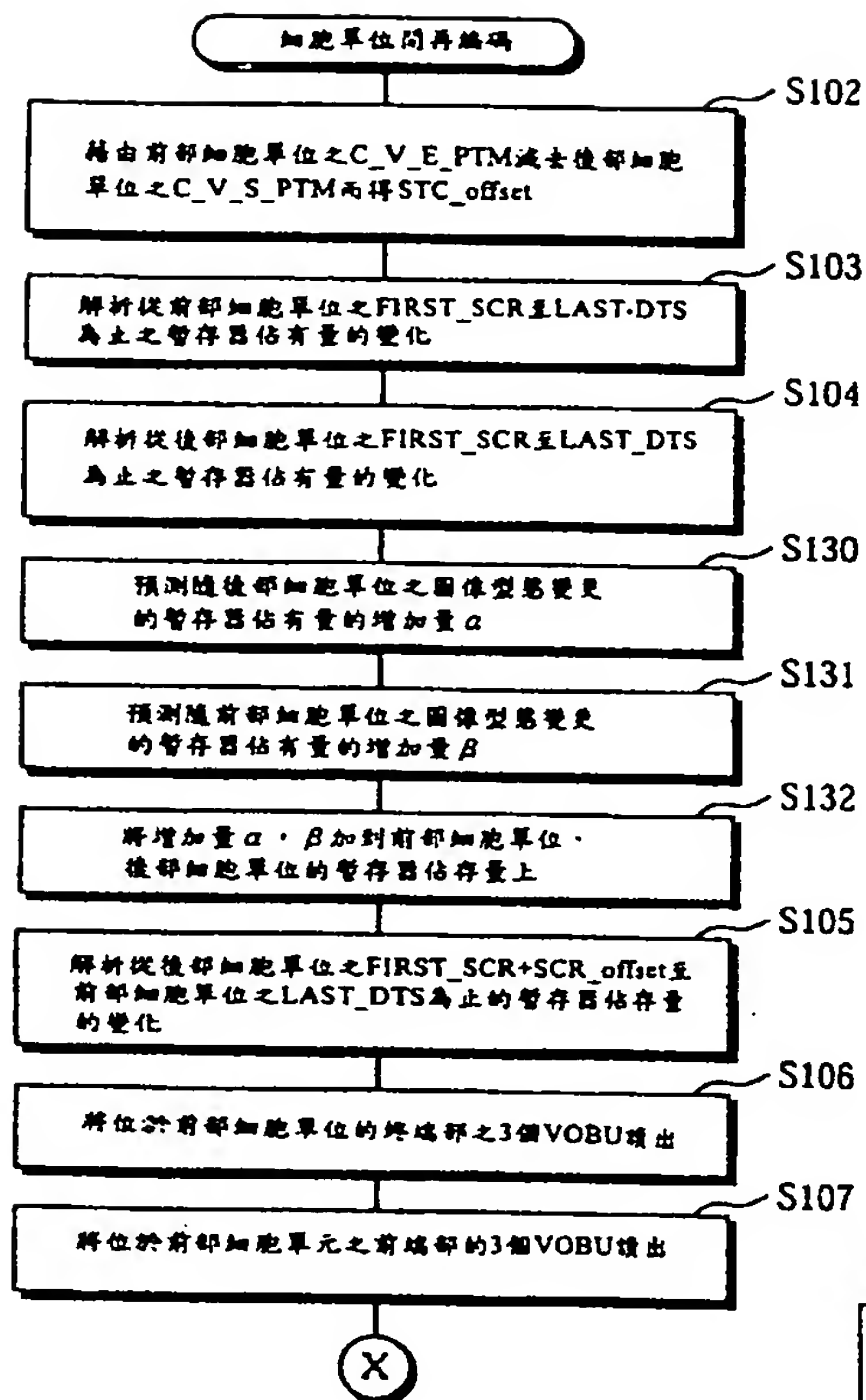 細胞單位間再編碼
S102
藉由前部細胞單位之C_V_E_PTM減去後部細胞
單位之C_V_S_PTM而得STC_offset
S103
解析從前部細胞單位之FIRST_SCR至LAST·DTS
為止之暫存器佔有量的變化
S104
解析從後部細胞單位之FIRST_SCR至LAST_DTS
為止之暫存器佔有量的變化
S130
預測隨後部細胞單位之圖像型態變更
的暫存器佔有量的增加量α
S131
預測隨前部細胞單位之圖像型態變更
的暫存器佔有量的增加量β
S132
將增加量α·β加到前部細胞單位·
後部細胞單位的暫存器佔存量上
S105
解析從後部細胞單位之FIRST_SCR+SCR_offset至
前部細胞單位之LAST_DTS為止的暫存器佔存量
的變化
S106
將位於前部細胞單位的終端部之3個VOBU讀出
S107
將位於前部細胞單元之前端部的3個VOBU讀出
X